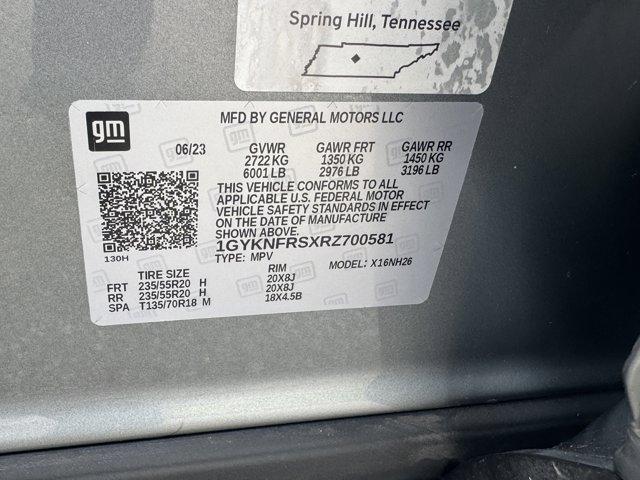 Spring Hill, Tennessee
gm
MFD BY GENERAL MOTORS LLC
06/23 GVWR GAWR FRT GAWR RR
2722 KG 1350 KG 1450 KG
6001 LB 2976 LB 3196 LB
THIS VEHICLE CONFORMS TO ALL
APPLICABLE U.S. FEDERAL MOTOR
VEHICLE SAFETY STANDARDS IN EFFECT
ON THE DATE OF MANUFACTURE
SHOWN ABOVE.
1GYKNFRSXRZ700581
130H
TYPE: MPV MODEL: X16NH26
TIRE SIZE RIM
FRT 235/55R20 H 20X8J
RR 235/55R20 H 20X8J
SPA T135/70R18 M 18X4.5B